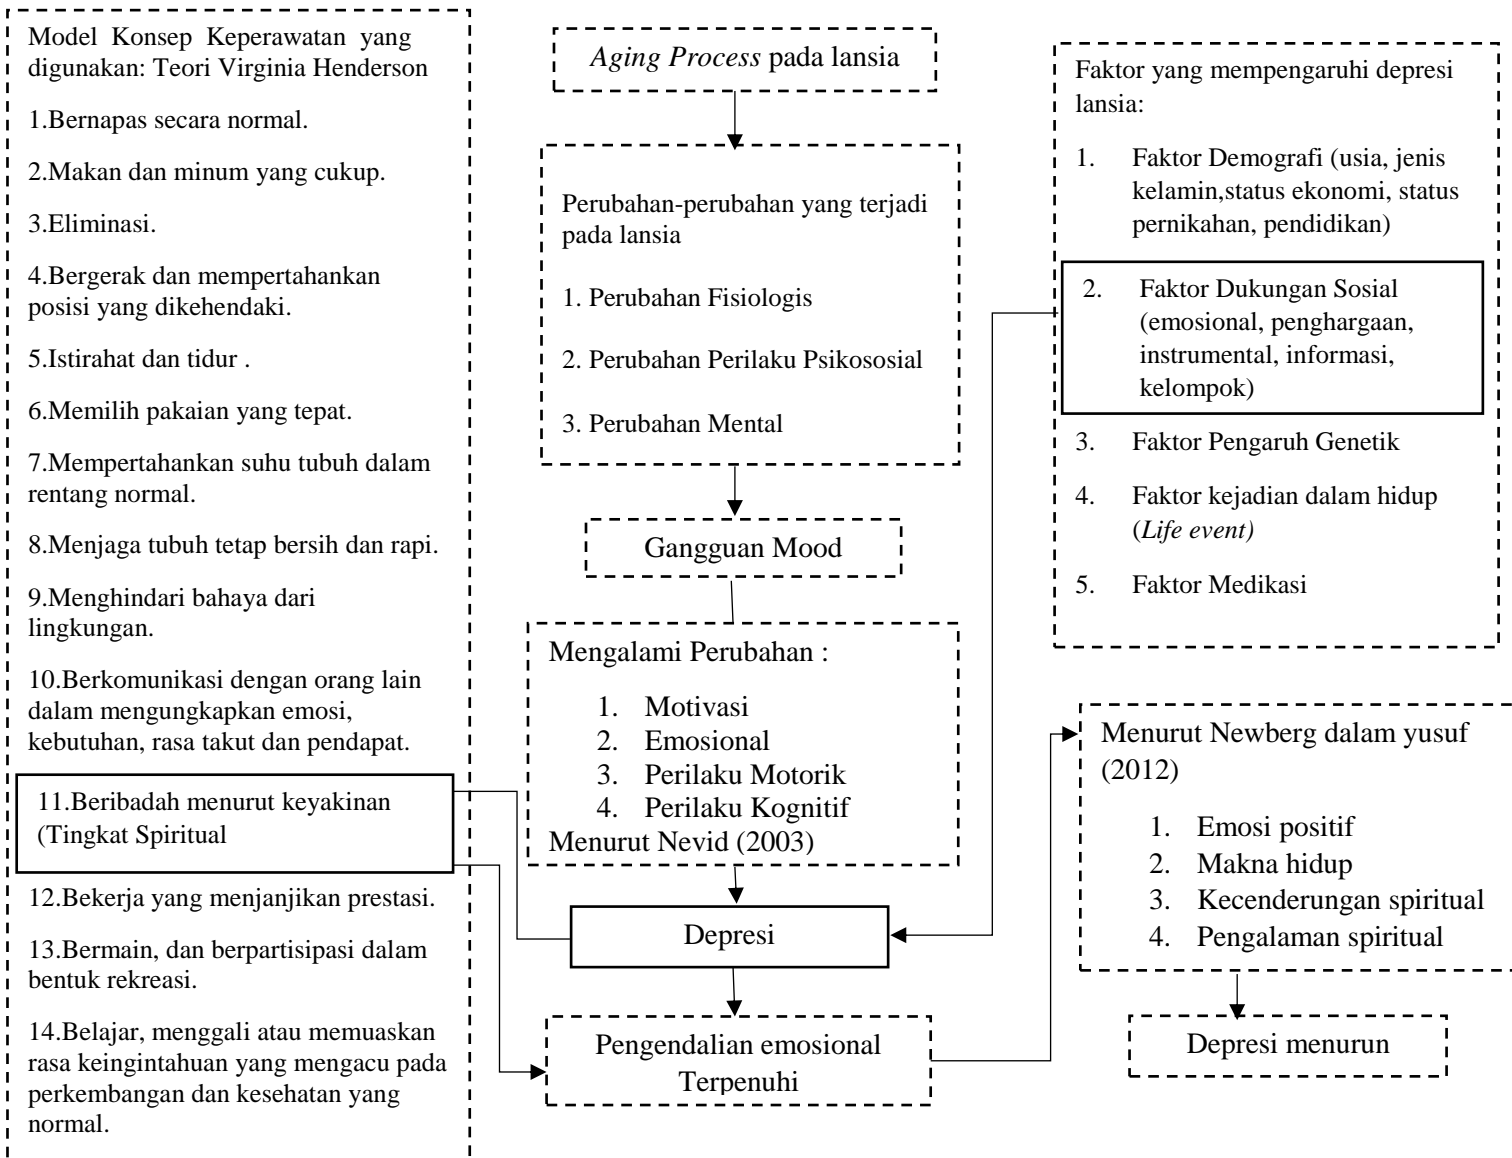 Model Konsep Keperawatan yang
digunakan: Teori Virginia Henderson
1.Bernapas secara normal.
2.Makan dan minum yang cukup.
3.Eliminasi.
4.Bergerak dan mempertahankan
posisi yang dikehendaki.
5.Istirahat dan tidur .
6.Memilih pakaian yang tepat.
7.Mempertahankan suhu tubuh dalam
rentang normal.
8.Menjaga tubuh tetap bersih dan rapi.
9.Menghindari bahaya dari
lingkungan.
10.Berkomunikasi dengan orang lain
dalam mengungkapkan emosi,
kebutuhan, rasa takut dan pendapat.
11.Beribadah menurut keyakinan
(Tingkat Spiritual
12.Bekerja yang menjanjikan prestasi.
13.Bermain, dan berpartisipasi dalam
bentuk rekreasi.
14.Belajar, menggali atau memuaskan
rasa keingintahuan yang mengacu pada
perkembangan dan kesehatan yang
normal.
Aging Process pada lansia
Perubahan-perubahan yang terjadi
pada lansia
1. Perubahan Fisiologis
2. Perubahan Perilaku Psikososial
3. Perubahan Mental
Gangguan Mood
Mengalami Perubahan :
1. Motivasi
2. Emosional
3. Perilaku Motorik
4. Perilaku Kognitif
Menurut Nevid (2003)
Depresi
Pengendalian emosional
Terpenuhi
Faktor yang mempengaruhi depresi
lansia:
1. Faktor Demografi (usia, jenis
kelamin,status ekonomi, status
pernikahan, pendidikan)
2. Faktor Dukungan Sosial
(emosional, penghargaan,
instrumental, informasi,
kelompok)
3. Faktor Pengaruh Genetik
4. Faktor kejadian dalam hidup
(Life event)
5. Faktor Medikasi
Menurut Newberg dalam yusuf
(2012)
1. Emosi positif
2. Makna hidup
3. Kecenderungan spiritual
4. Pengalaman spiritual
Depresi menurun